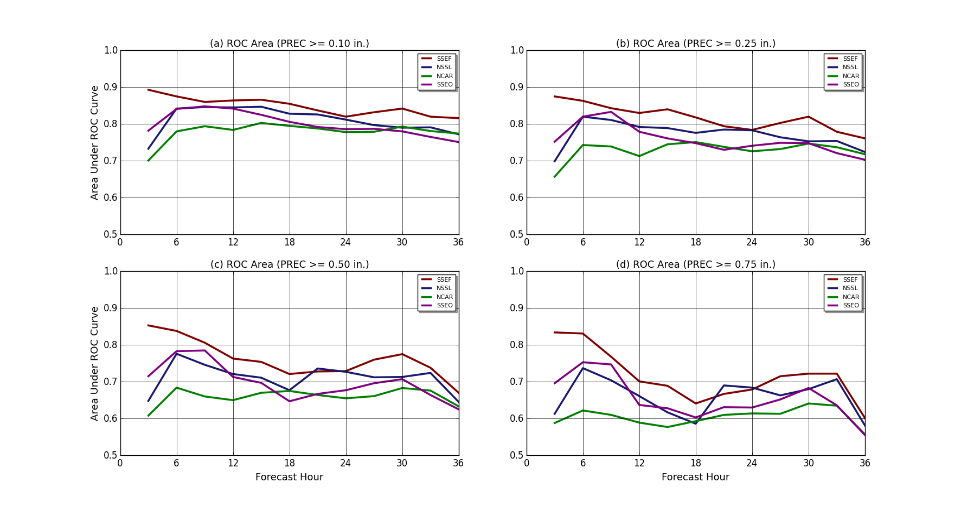 (a) ROC Area (PREC >= 0.10 in.)
Area Under ROC Curve
1.0
0.9
0.8
0.7
0.6
0.5
0 6 12 18 24 30 36
SSEF
NSSL
NCAR
SSEO
(b) ROC Area (PREC >= 0.25 in.)
1.0
0.9
0.8
0.7
0.6
0.5
0 6 12 18 24 30 36
SSEF
NSSL
NCAR
SSEO
(c) ROC Area (PREC >= 0.50 in.)
Area Under ROC Curve
1.0
0.9
0.8
0.7
0.6
0.5
0 6 12 18 24 30 36
Forecast Hour
SSEF
NSSL
NCAR
SSEO
(d) ROC Area (PREC >= 0.75 in.)
1.0
0.9
0.8
0.7
0.6
0.5
0 6 12 18 24 30 36
Forecast Hour
SSEF
NSSL
NCAR
SSEO